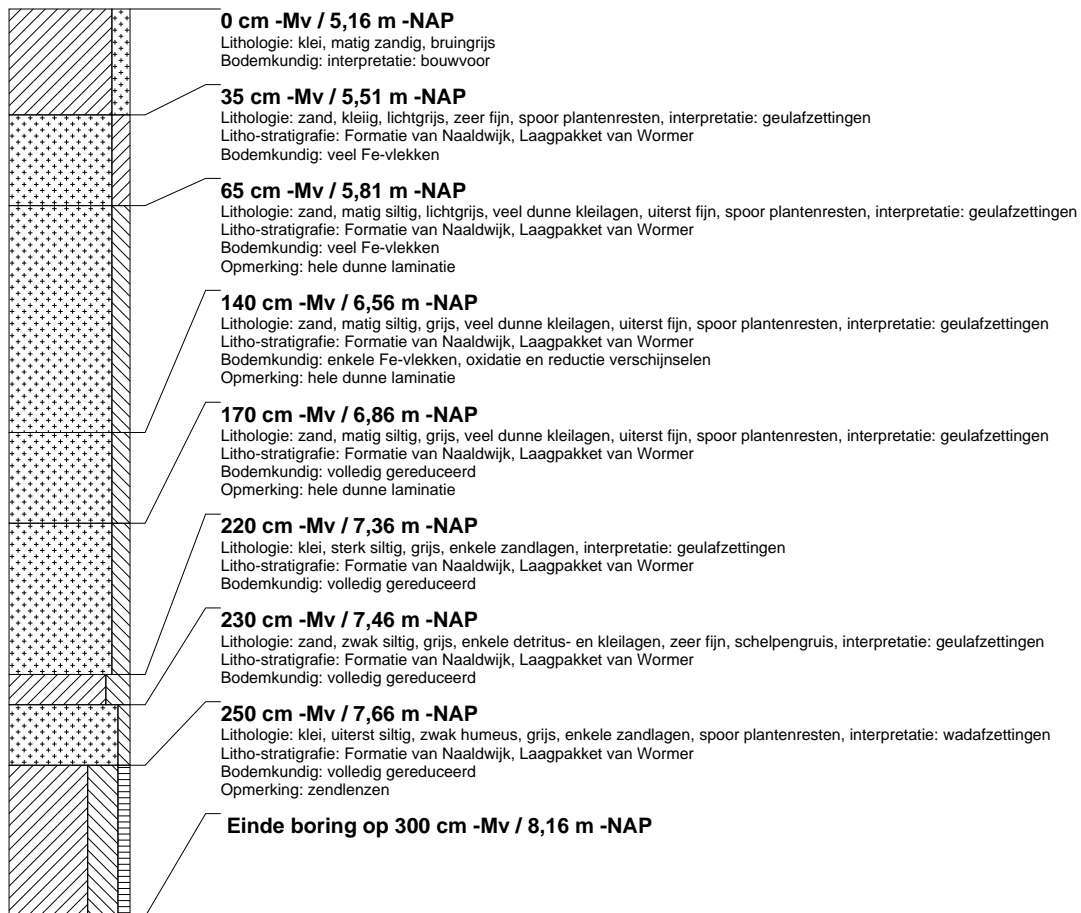 0 cm -Mv / 5,16 m -NAP
Lithologie: klei, matig zandig, bruingrijs
Bodemkundig: interpretatie: bouwvoor
35 cm -Mv / 5,51 m -NAP
Lithologie: zand, kleiig, lichtgrijs, zeer fijn, spoor plantenresten, interpretatie: geulafzettingen
Litho-stratigrafie: Formatie van Naaldwijk, Laagpakket van Wormer
Bodemkundig: veel Fe-vlekken
65 cm -Mv / 5,81 m -NAP
Lithologie: zand, matig siltig, lichtgrijs, veel dunne kleilagen, uiterst fijn, spoor plantenresten, interpretatie: geulafzettingen
Litho-stratigrafie: Formatie van Naaldwijk, Laagpakket van Wormer
Bodemkundig: veel Fe-vlekken
Opmerking: hele dunne laminatie
140 cm -Mv / 6,56 m -NAP
Lithologie: zand, matig siltig, grijs, veel dunne kleilagen, uiterst fijn, spoor plantenresten, interpretatie: geulafzettingen
Litho-stratigrafie: Formatie van Naaldwijk, Laagpakket van Wormer
Bodemkundig: enkele Fe-vlekken, oxidatie en reductie verschijnselen
Opmerking: hele dunne laminatie
170 cm -Mv / 6,86 m -NAP
Lithologie: zand, matig siltig, grijs, veel dunne kleilagen, uiterst fijn, spoor plantenresten, interpretatie: geulafzettingen
Litho-stratigrafie: Formatie van Naaldwijk, Laagpakket van Wormer
Bodemkundig: volledig gereduceerd
Opmerking: hele dunne laminatie
220 cm -Mv / 7,36 m -NAP
Lithologie: klei, sterk siltig, grijs, enkele zandlagen, interpretatie: geulafzettingen
Litho-stratigrafie: Formatie van Naaldwijk, Laagpakket van Wormer
Bodemkundig: volledig gereduceerd
230 cm -Mv / 7,46 m -NAP
Lithologie: zand, zwak siltig, grijs, enkele detritus- en kleilagen, zeer fijn, schelpengruis, interpretatie: geulafzettingen
Litho-stratigrafie: Formatie van Naaldwijk, Laagpakket van Wormer
Bodemkundig: volledig gereduceerd
250 cm -Mv / 7,66 m -NAP
Lithologie: klei, uiterst siltig, zwak humeus, grijs, enkele zandlagen, spoor plantenresten, interpretatie: wadafzettingen
Litho-stratigrafie: Formatie van Naaldwijk, Laagpakket van Wormer
Bodemkundig: volledig gereduceerd
Opmerking: zendlenzen
Einde boring op 300 cm -Mv / 8,16 m -NAP